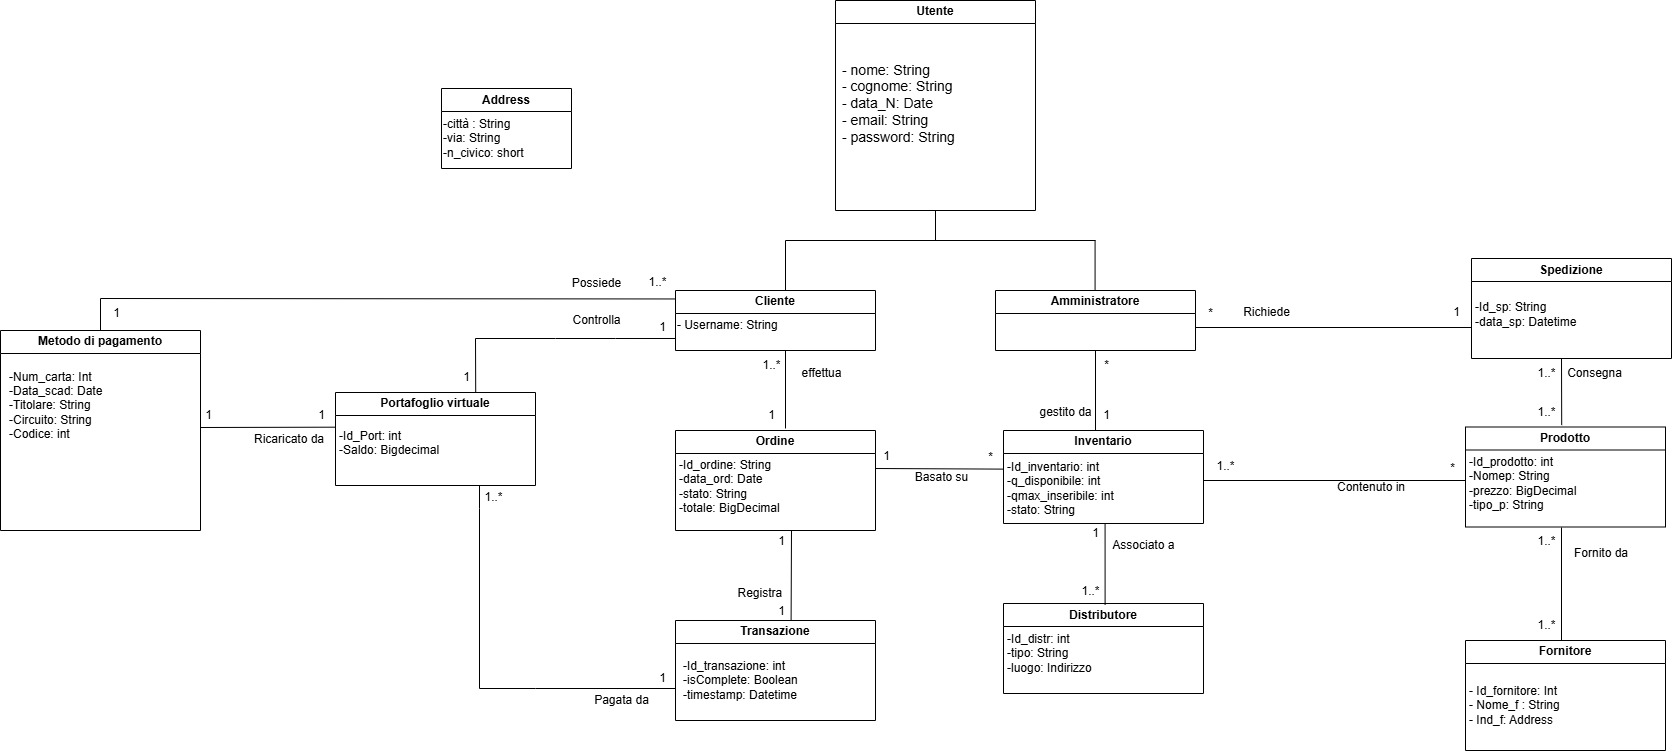 Utente
- nome: String
- cognome: String
- data_N: Date
- email: String
- password: String
Address
-città : String
-via: String
-n_civico: short
Possiede
1..*
1
Controlla
1
1
Cliente
- Username: String
Amministratore
*
Richiede
1
Spedizione
-Id_sp: String
-data_sp: Datetime
Metodo di pagamento
-Num_carta: Int
-Data_scad: Date
-Titolare: String
-Circuito: String
-Codice: int
1
1
Ricaricato da
Portafoglio virtuale
-Id_Port: int
-Saldo: Bigdecimal
1..*
effettua
1
*
gestito da
1
1..*
Consegna
1..*
Ordine
-Id_ordine: String
-data_ord: Date
-stato: String
-totale: BigDecimal
1
*
Basato su
Inventario
-Id_inventario: int
-q_disponibile: int
-qmax_inseribile: int
-stato: String
1..*
*
Contenuto in
Prodotto
-Id_prodotto: int
-Nomep: String
-prezzo: BigDecimal
-tipo_p: String
1..*
1
Registra
1
1
Associato a
1..*
1..*
Fornito da
1..*
Transazione
-Id_transazione: int
-isComplete: Boolean
-timestamp: Datetime
1
Pagata da
Distributore
-Id_distr: int
-tipo: String
-luogo: Indirizzo
Fornitore
- Id_fornitore: Int
- Nome_f : String
- Ind_f: Address